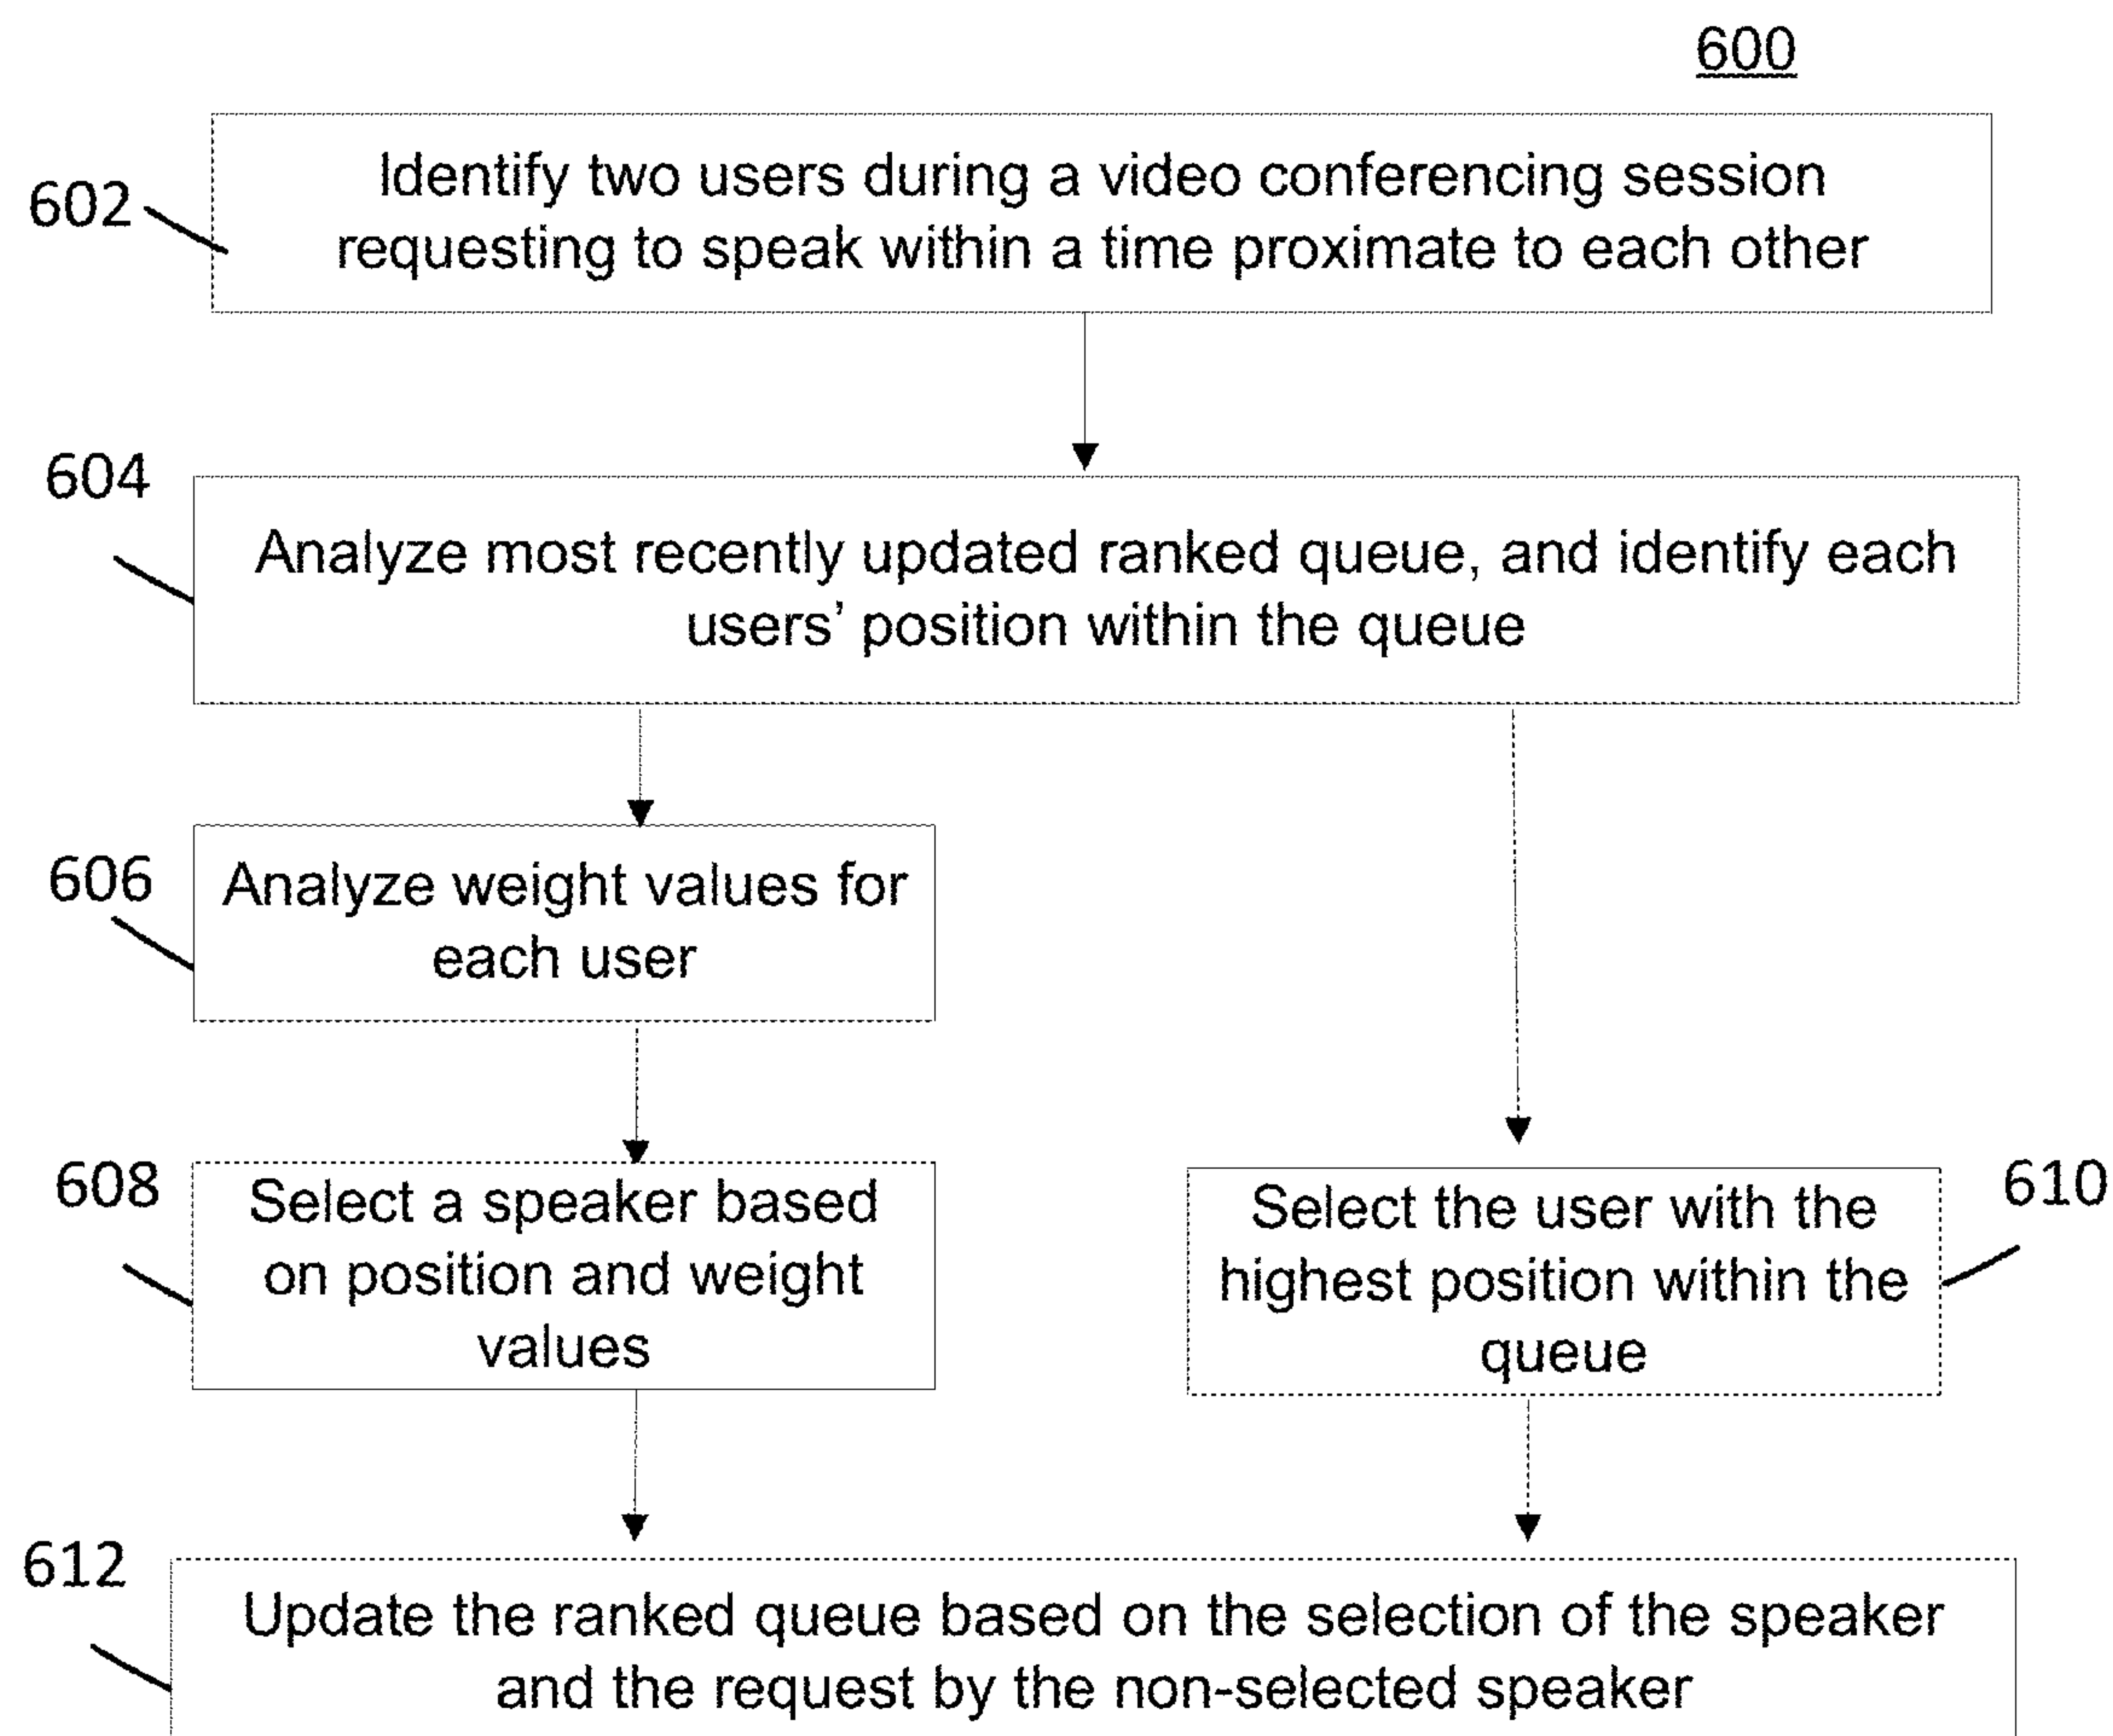 600
602
Identify two users during a video conferencing session
requesting to speak within a time proximate to each other
604
Analyze most recently updated ranked queue, and identify each
users’ position within the queue
606
Analyze weight values for
each user
608
Select a speaker based
on position and weight
values
610
Select the user with the
highest position within the
queue
612
Update the ranked queue based on the selection of the speaker
and the request by the non-selected speaker